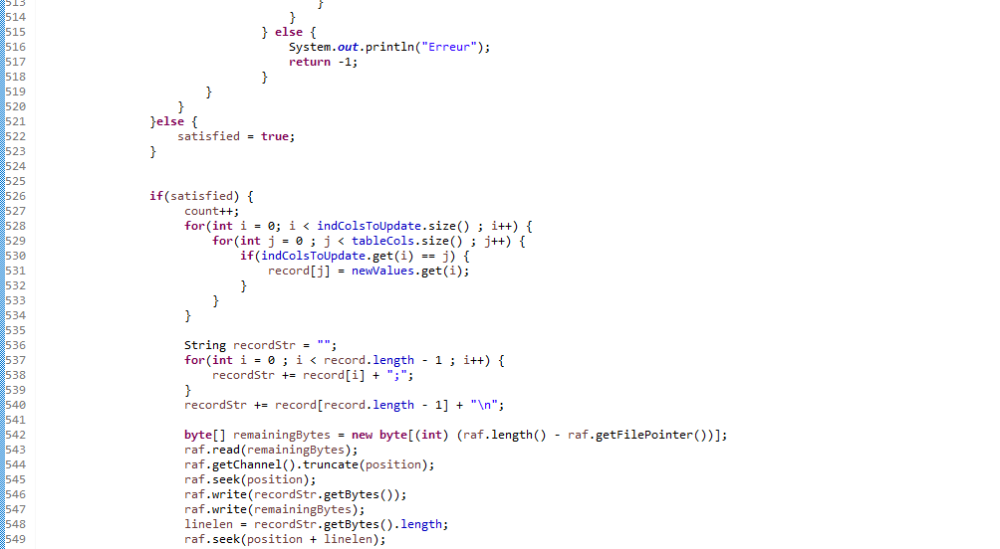 513 }
514 }
515 } else {
516 System.out.println("Erreur");
517 return -1;
518 }
519 }
520 }
521 }else {
522 satisfied = true;
523 }
524
525
526 if(satisfied) {
527 count++;
528 for(int i = 0; i < indColsToUpdate.size() ; i++) {
529 for(int j = 0 ; j < tableCols.size() ; j++) {
530 if(indColsToUpdate.get(i) == j) {
531 record[j] = newValues.get(i);
532 }
533 }
534 }
535
536 String recordStr = "";
537 for(int i = 0 ; i < record.length - 1 ; i++) {
538 recordStr += record[i] + ";";
539 }
540 recordStr += record[record.length - 1] + "\n";
541
542 byte[] remainingBytes = new byte[(int) (raf.length() - raf.getFilePointer())];
543 raf.read(remainingBytes);
544 raf.getChannel().truncate(position);
545 raf.seek(position);
546 raf.write(recordStr.getBytes());
547 raf.write(remainingBytes);
548 linelen = recordStr.getBytes().length;
549 raf.seek(position + linelen);